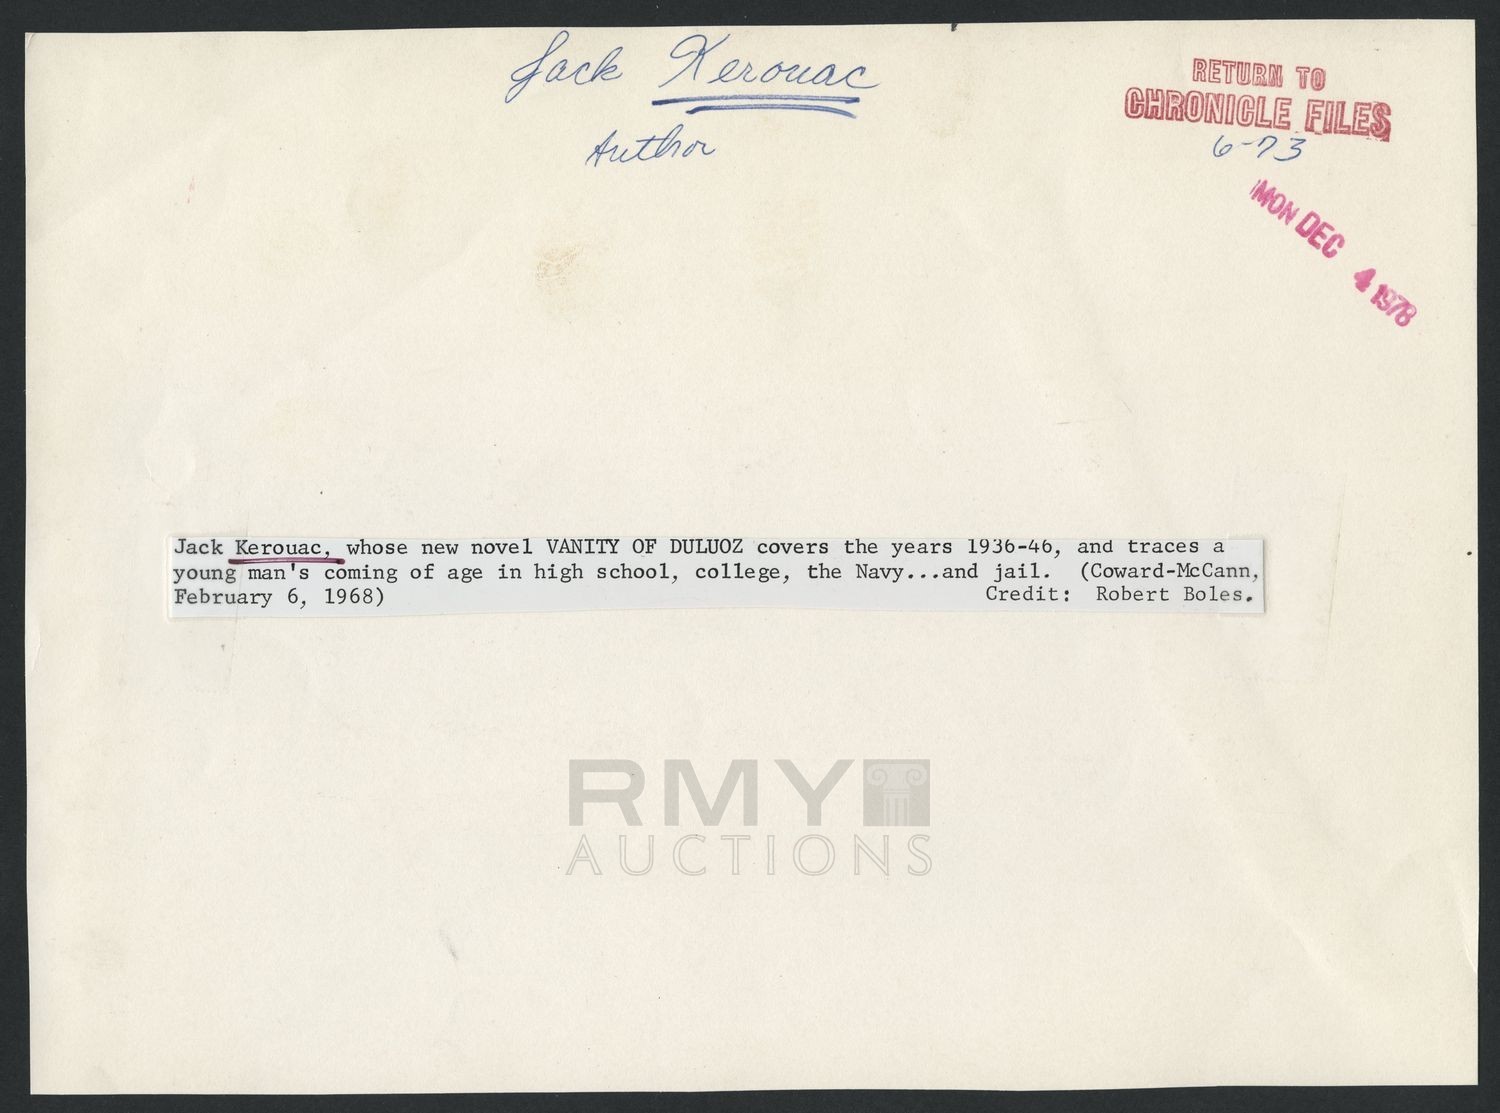 Jack Kerouac
Author
RETURN TO
CHRONICLE FILES
6-73
MON DEC 4 1978
Jack Kerouac, whose new novel VANITY OF DULUOZ covers the years 1936-46, and traces a
young man's coming of age in high school, college, the Navy...and jail. (Coward-McCann,
February 6, 1968) Credit: Robert Boles.
RMY
AUCTIONS